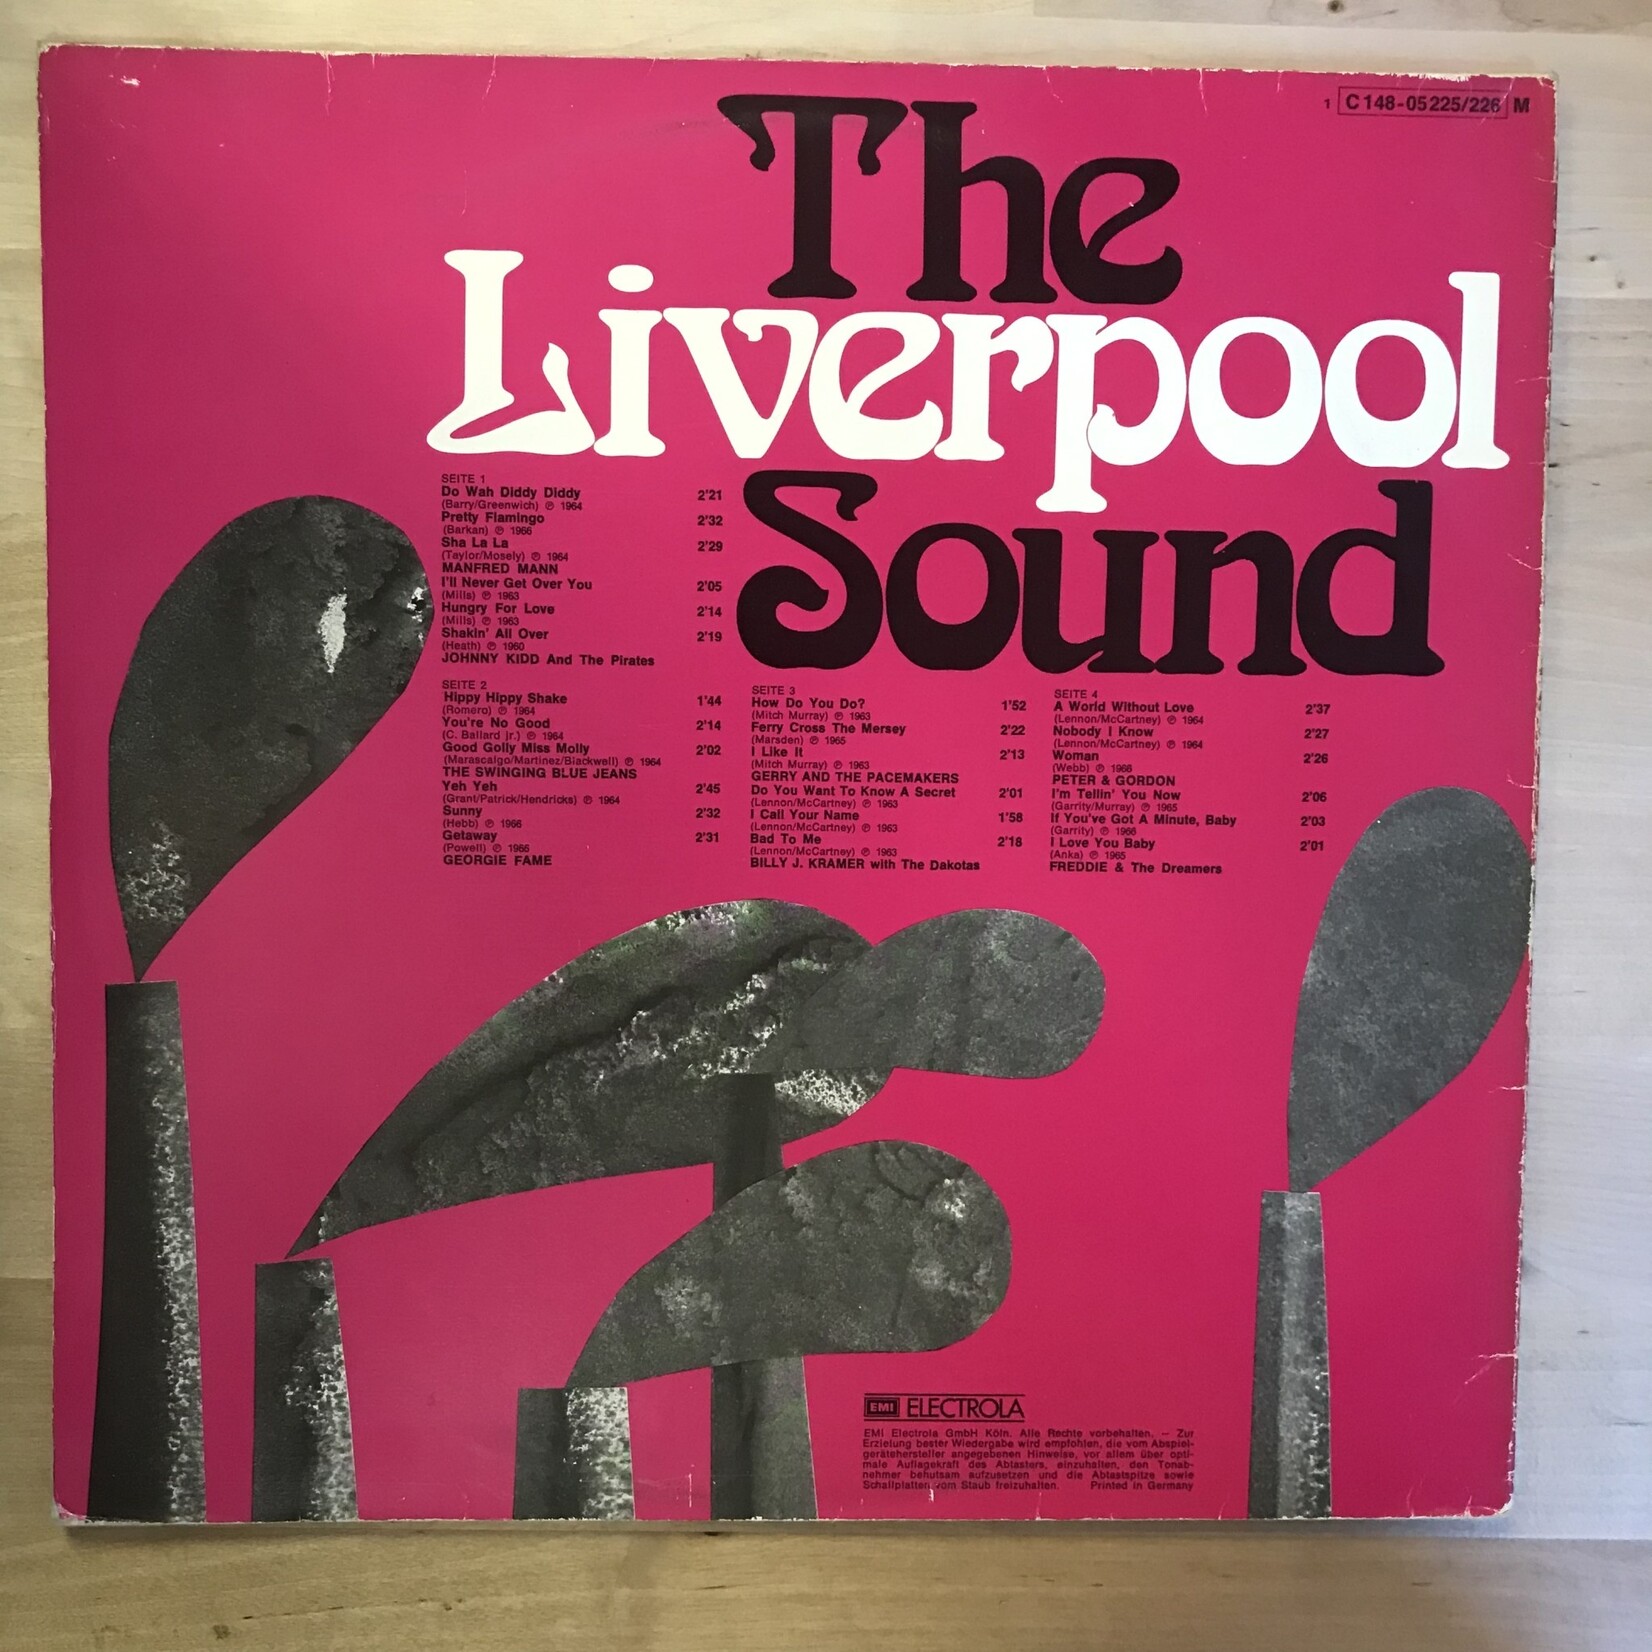 1 C 148-05 225/226 M
The
Liverpool
Sound
SEITE 1
Do Wah Diddy Diddy 2'21
(Barry/Greenwich) ℗ 1964
Pretty Flamingo 2'32
(Barkan) ℗ 1966
Sha La La 2'29
(Taylor/Mosely) ℗ 1964
MANFRED MANN
I'll Never Get Over You 2'05
(Mills) ℗ 1963
Hungry For Love 2'14
(Mills) ℗ 1963
Shakin' All Over 2'19
(Heath) ℗ 1960
JOHNNY KIDD And The Pirates
SEITE 2
Hippy Hippy Shake 1'44
(Romero) ℗ 1964
You're No Good 2'14
(C. Ballard jr.) ℗ 1964
Good Golly Miss Molly 2'02
(Marascalgo/Martinez/Blackwell) ℗ 1964
THE SWINGING BLUE JEANS
Yeh Yeh 2'45
(Grant/Patrick/Hendricks) ℗ 1964
Sunny 2'32
(Hebb) ℗ 1966
Getaway 2'31
(Powell) ℗ 1966
GEORGIE FAME
SEITE 3
How Do You Do? 1'52
(Mitch Murray) ℗ 1963
Ferry Cross The Mersey 2'22
(Marsden) ℗ 1965
I Like It 2'13
(Mitch Murray) ℗ 1963
GERRY AND THE PACEMAKERS
Do You Want To Know A Secret 2'01
(Lennon/McCartney) ℗ 1963
I Call Your Name 1'58
(Lennon/McCartney) ℗ 1963
Bad To Me 2'18
(Lennon/McCartney) ℗ 1963
BILLY J. KRAMER with The Dakotas
SEITE 4
A World Without Love 2'37
(Lennon/McCartney) ℗ 1964
Nobody I Know 2'27
(Lennon/McCartney) ℗ 1964
Woman 2'26
(Webb) ℗ 1966
PETER & GORDON
I'm Tellin' You Now 2'06
(Garrity/Murray) ℗ 1965
If You've Got A Minute, Baby 2'03
(Garrity) ℗ 1966
I Love You Baby 2'01
(Anka) ℗ 1965
FREDDIE & The Dreamers
EMI ELECTROLA
EMI Electrola GmbH Köln. Alle Rechte vorbehalten. – Zur
Erzielung bester Wiedergabe wird empfohlen, die vom Abspiel-
gerätehersteller angegebenen Hinweise, vor allem über opti-
male Auflagekraft des Abtasters, einzuhalten, den Tonab-
nehmer behutsam aufzusetzen und die Abtastspitze sowie
Schallplatten vom Staub freizuhalten. Printed in Germany